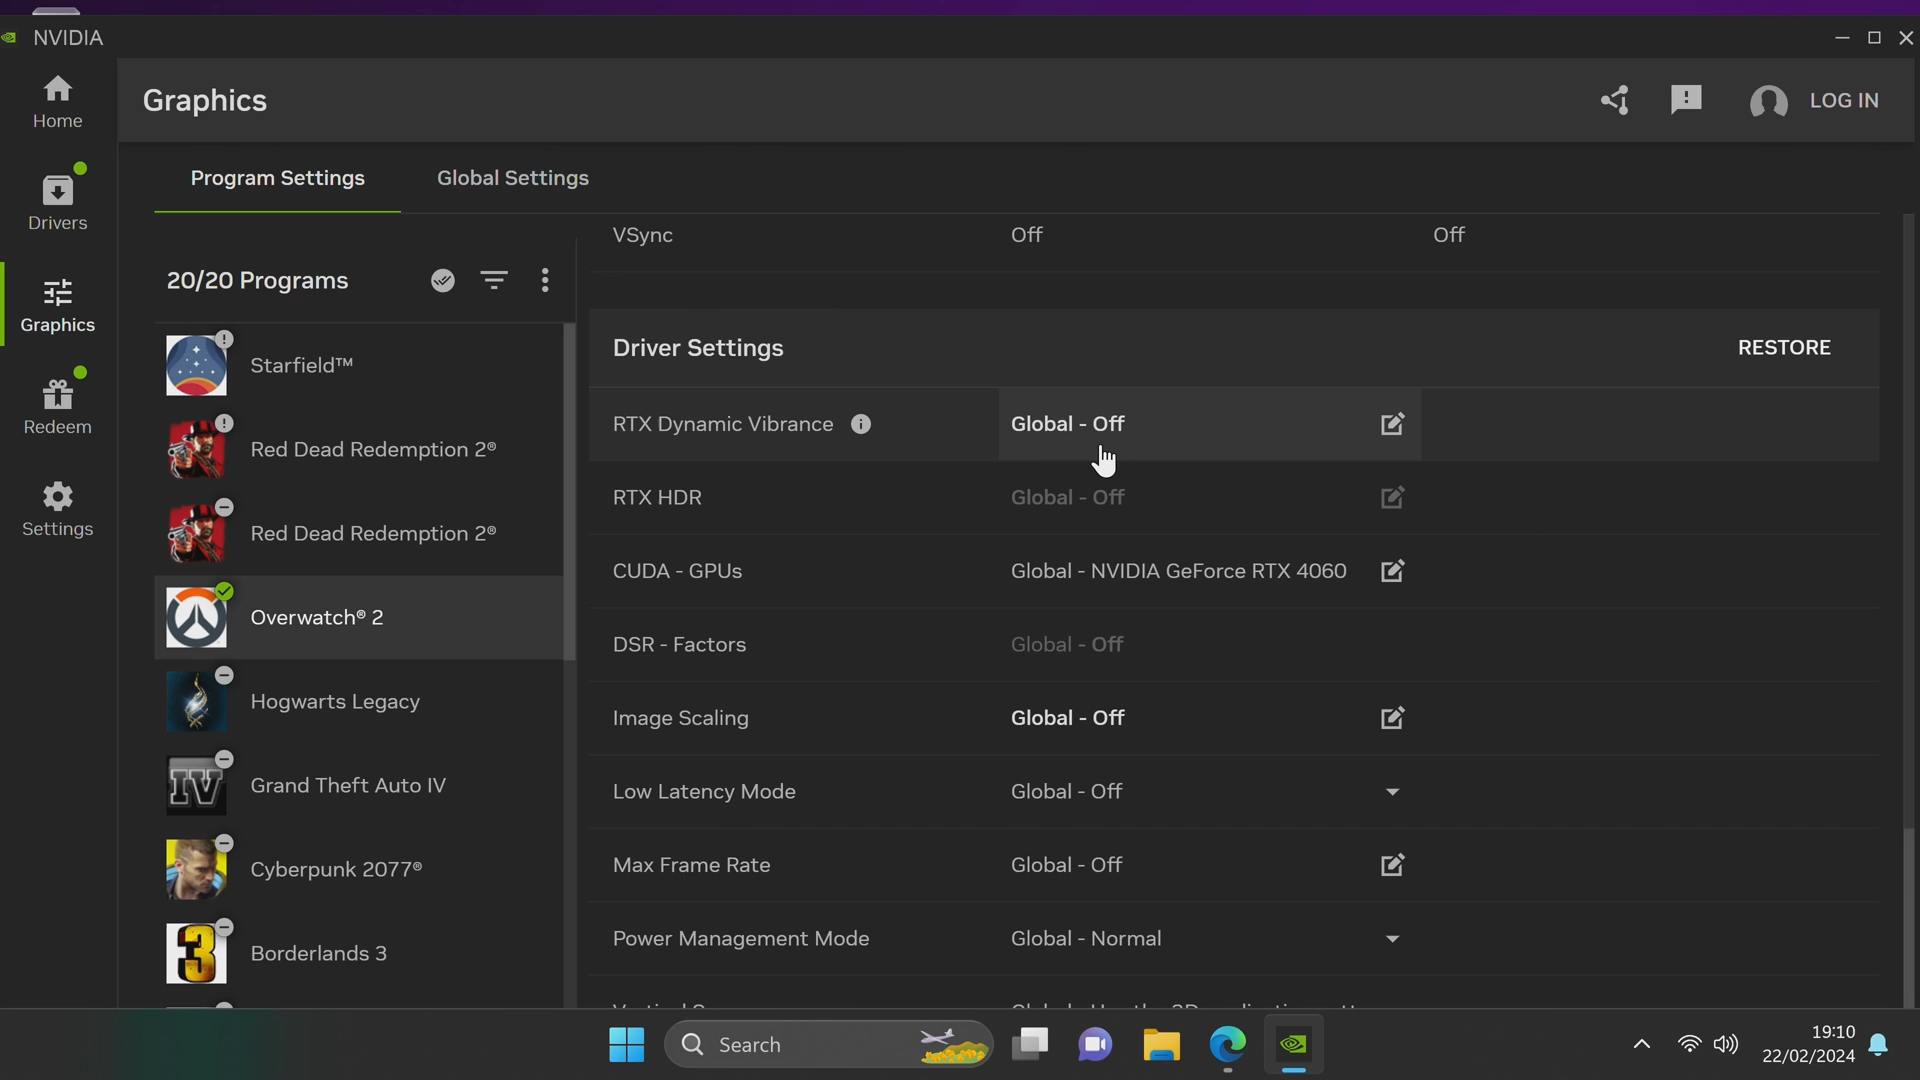 NVIDIA
Home
Drivers
Graphics
Redeem
Settings
Graphics
LOG IN
Program Settings
Global Settings
20/20 Programs
Starfield™
Red Dead Redemption 2®
Red Dead Redemption 2®
Overwatch® 2
Hogwarts Legacy
IV
Grand Theft Auto IV
Cyberpunk 2077®
3
Borderlands 3
VSync Off Off
Driver Settings RESTORE
RTX Dynamic Vibrance Global - Off
RTX HDR Global - Off
CUDA - GPUs Global - NVIDIA GeForce RTX 4060
DSR - Factors Global - Off
Image Scaling Global - Off
Low Latency Mode Global - Off
Max Frame Rate Global - Off
Power Management Mode Global - Normal
Search
19:10
22/02/2024